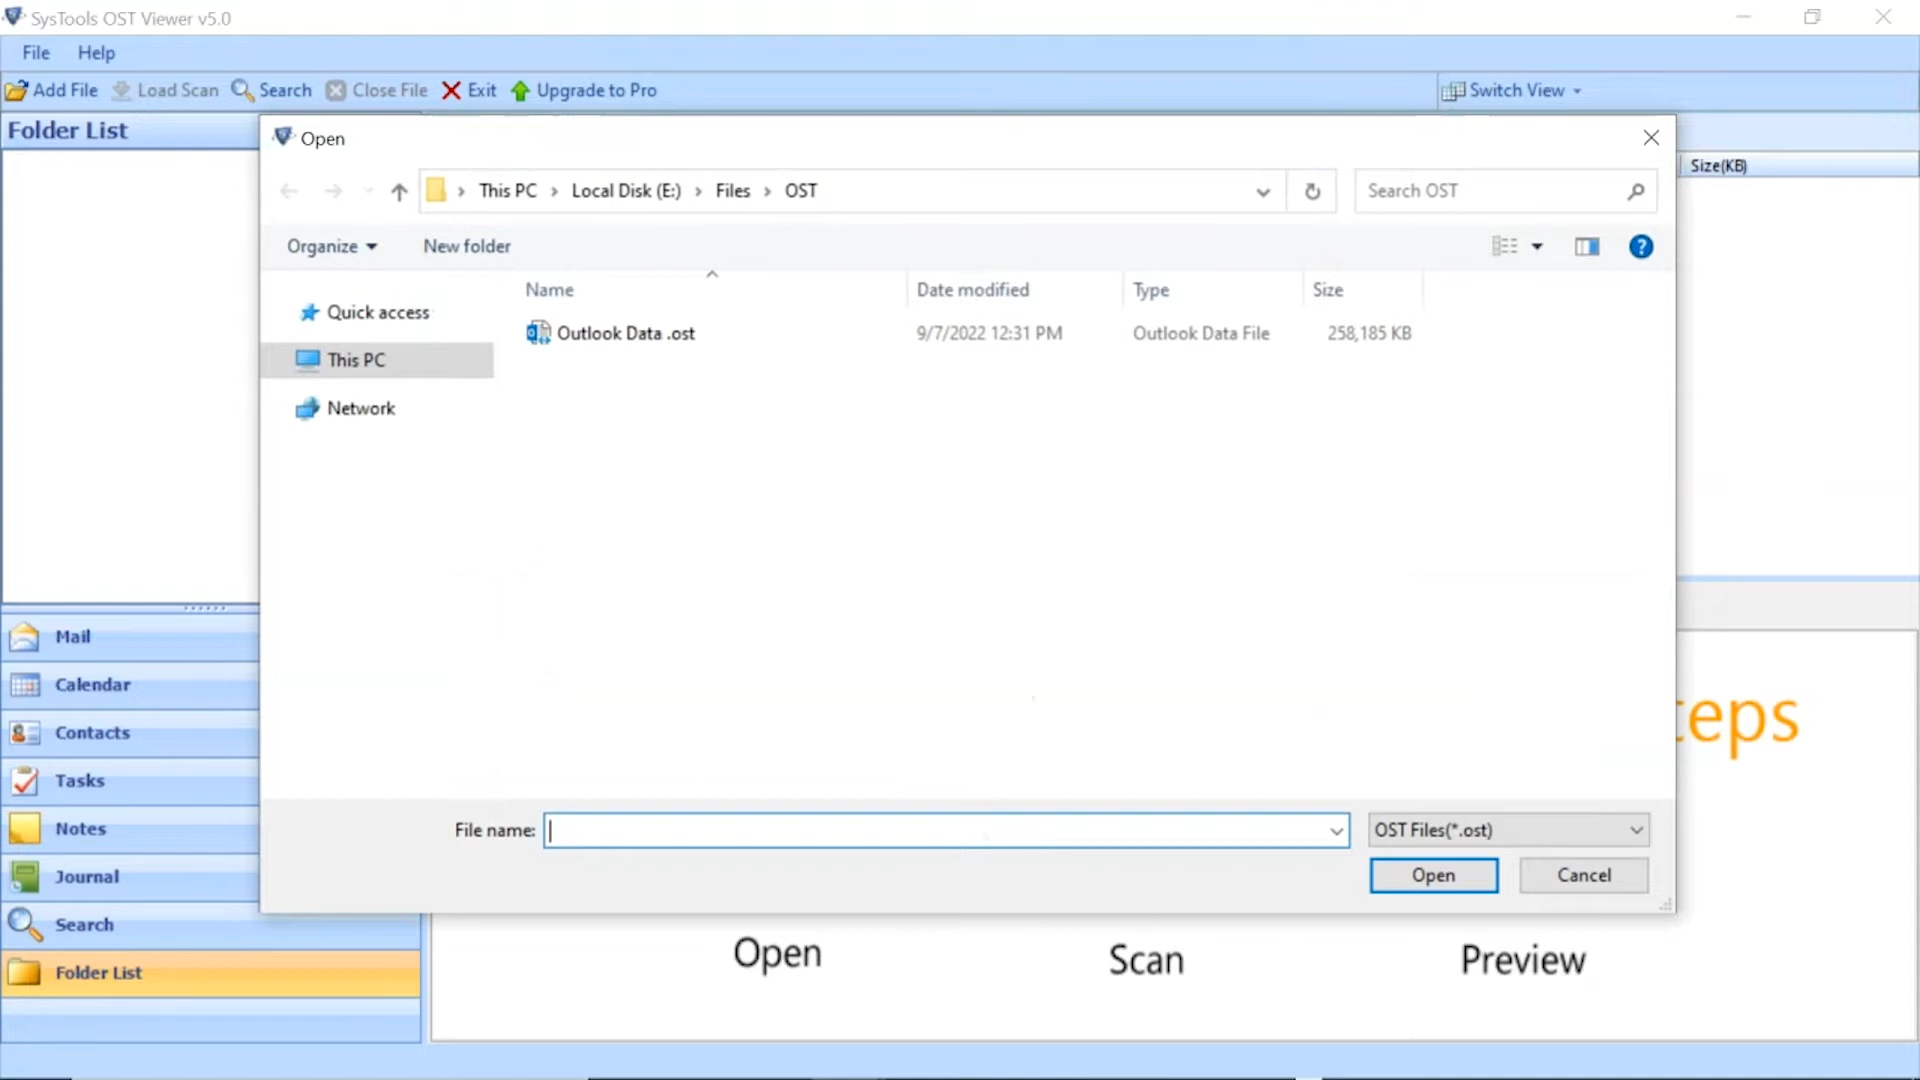 SysTools OST Viewer v5.0
File Help
Add File Load Scan Search Close File Exit Upgrade to Pro Switch View
Folder List
Open
This PC › Local Disk (E:) › Files › OST
Search OST
Size(KB)
Organize New folder
Name Date modified Type Size
Outlook Data .ost 9/7/2022 12:31 PM Outlook Data File 258,185 KB
Quick access
This PC
Network
Mail
Calendar
Contacts
Tasks
Notes
Journal
Search
Folder List
teps
File name: OST Files(*.ost)
Open Cancel
Open Scan Preview